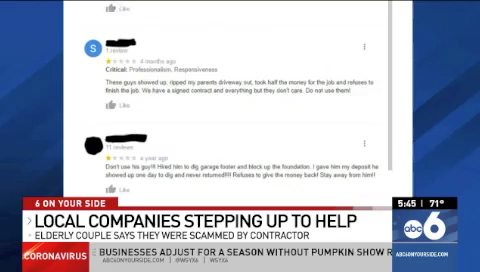 Like
S
1 review
4 months ago
Critical: Professionalism, Responsiveness
These guys showed up, ripped my parents driveway out, took half the money for the job and refuses to
finish the job. We have a signed contract and everything but they don't care. Do not use them!
Like
11 reviews
a year ago
Don't use his guy!!! Hired him to dig garage footer and block up the foundation. I gave him my deposit he
showed up one day to dig and never returned!!!! Refuses to give the money back! Stay away from him!!
Like
6 ON YOUR SIDE
LOCAL COMPANIES STEPPING UP TO HELP
ELDERLY COUPLE SAYS THEY WERE SCAMMED BY CONTRACTOR
5:45 71°
abc 6
CORONAVIRUS
BUSINESSES ADJUST FOR A SEASON WITHOUT PUMPKIN SHOW R
ABC6ONYOURSIDE.COM | @WSYX6 | WSYX6
ABC6ONYOURSIDE.COM